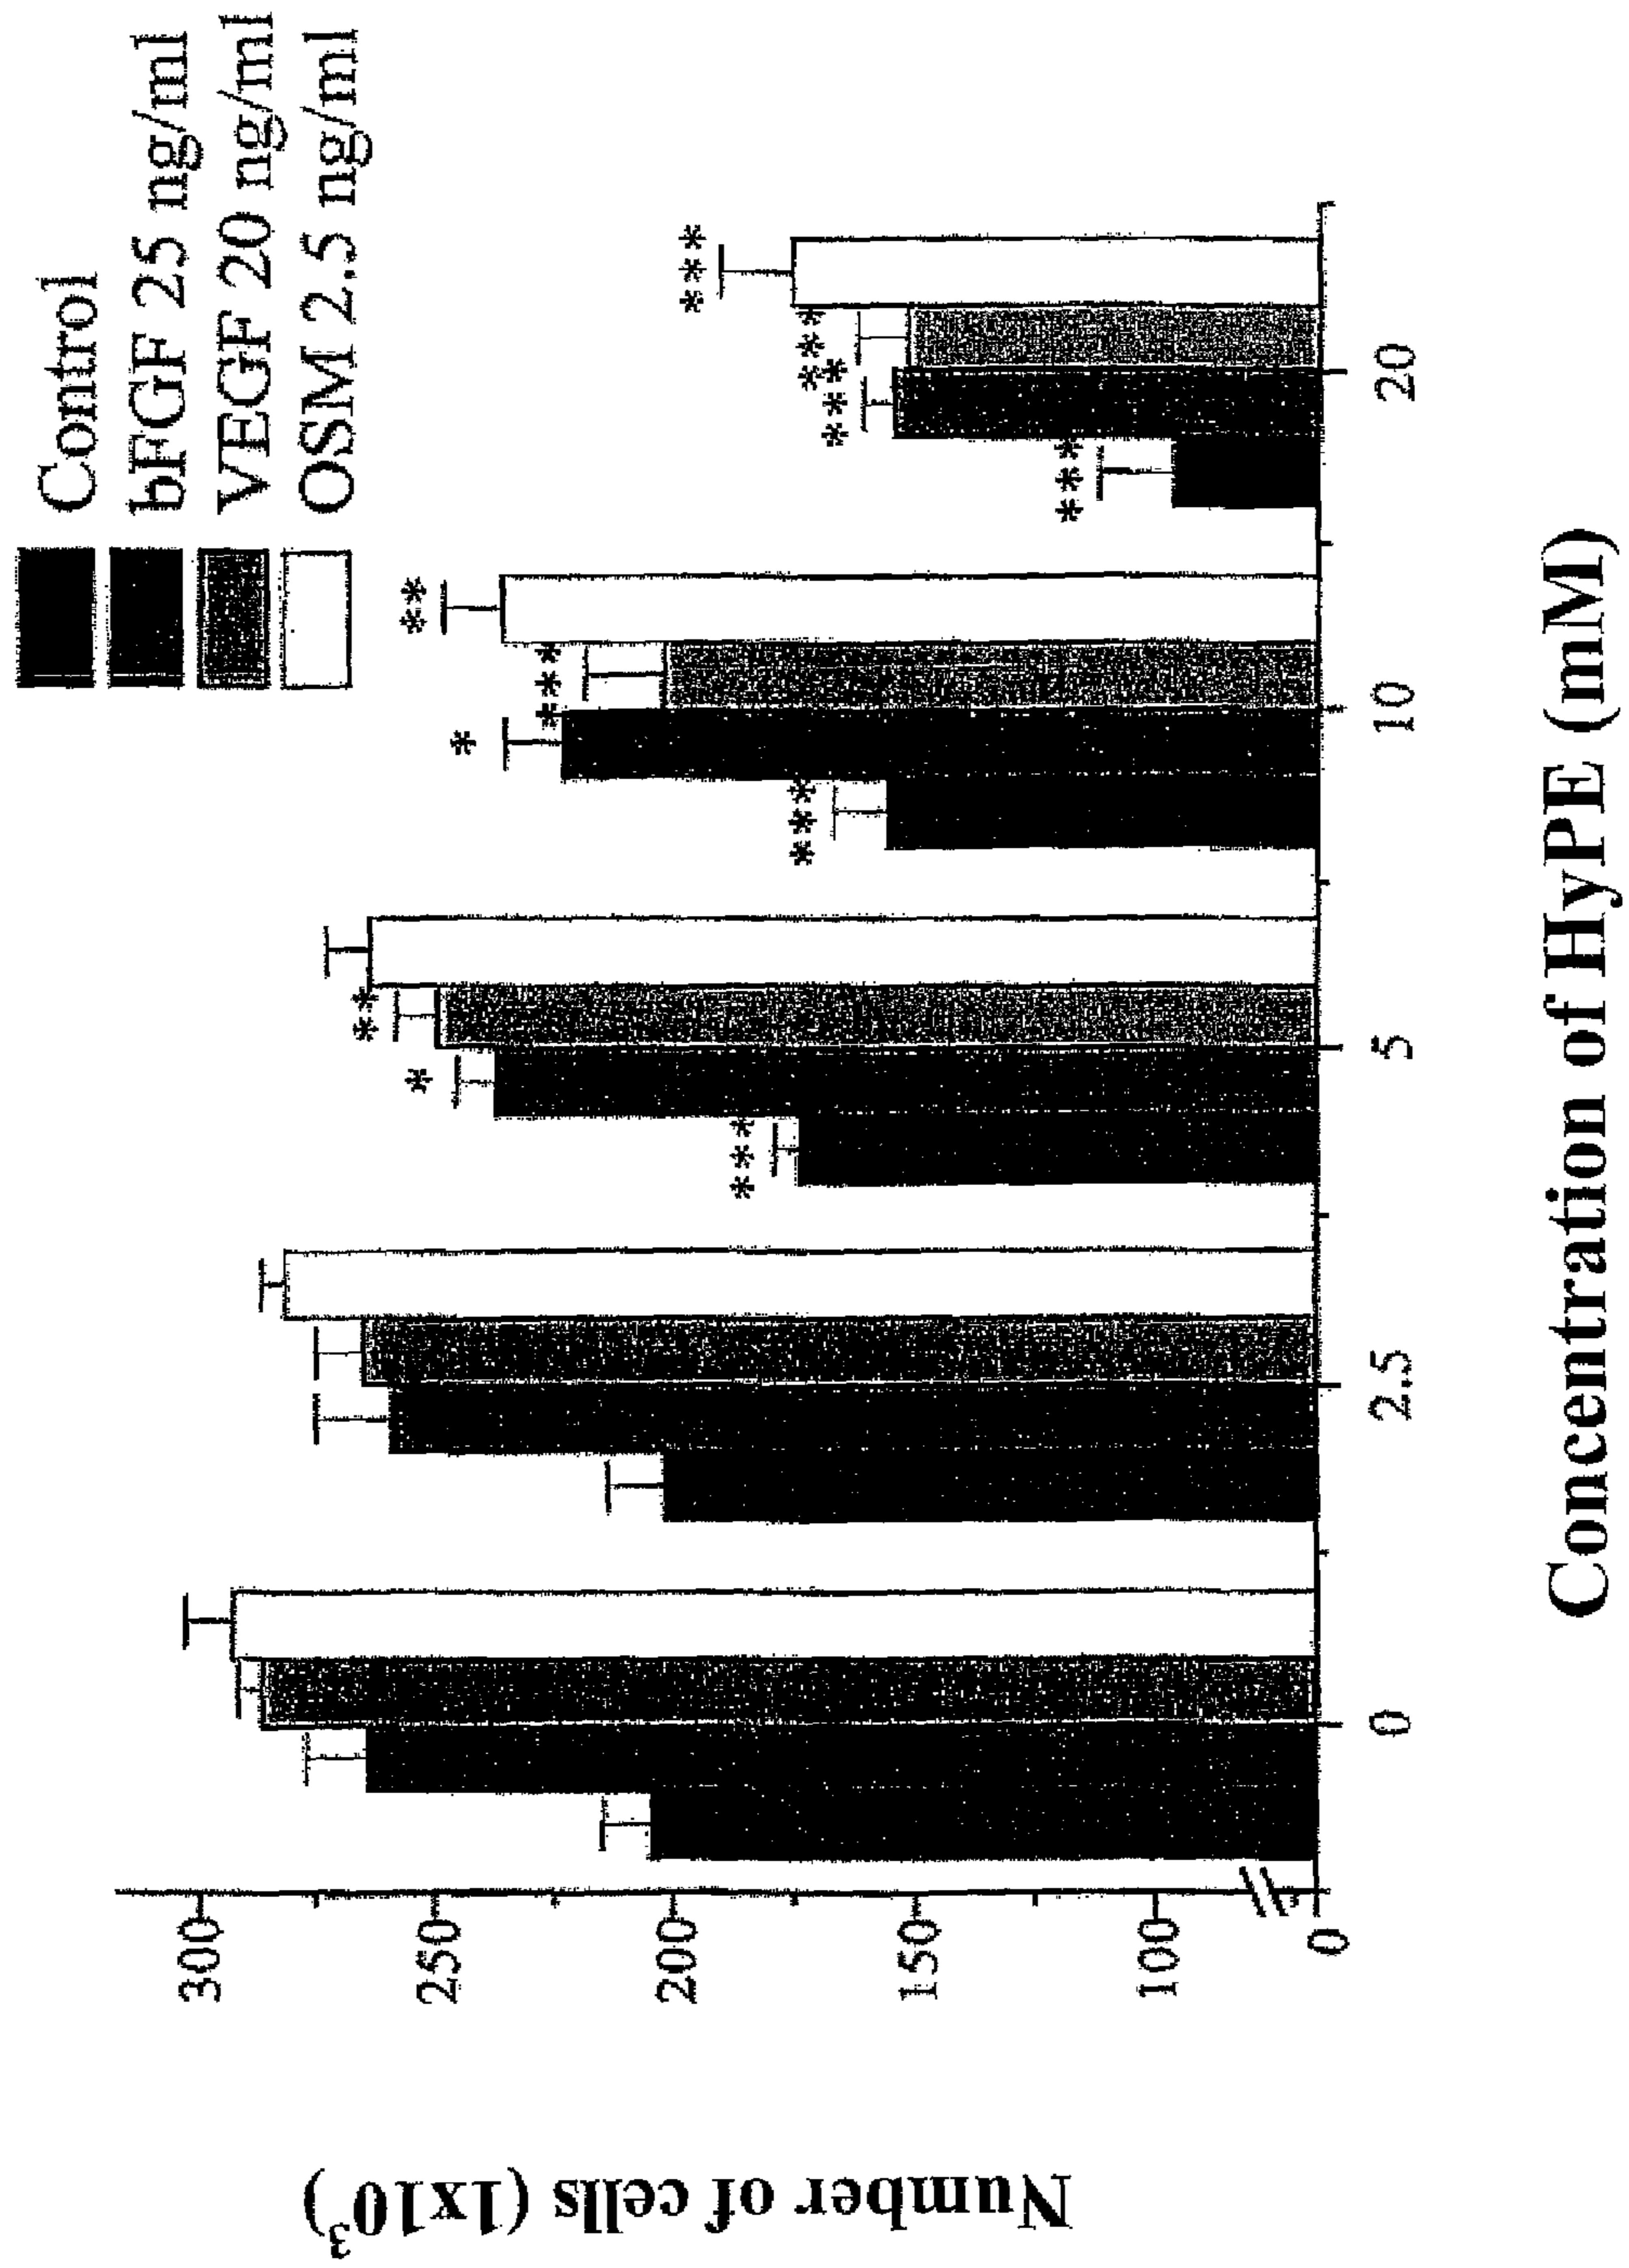 Control
bFGF 25 ng/ml
VEGF 20 ng/ml
OSM 2.5 ng/ml
Number of cells (1x10³)
300
250
200
150
100
0
***
* ** ***
* *** **
*** *** *** ***
0 2.5 5 10 20
Concentration of HyPE (mM)